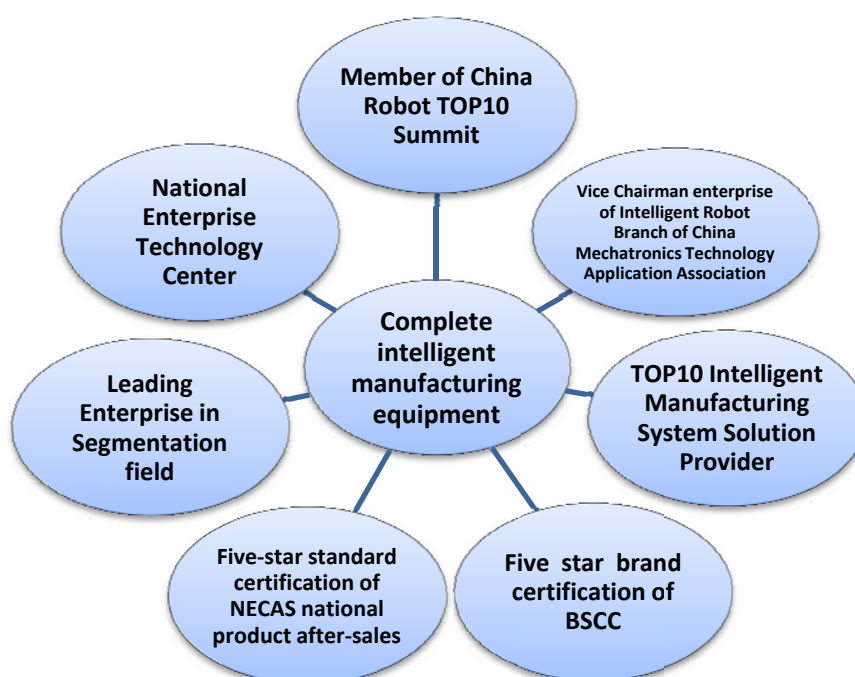 Member of China
Robot TOP10
Summit
National
Enterprise
Technology
Center
Vice Chairman enterprise
of Intelligent Robot
Branch of China
Mechatronics Technology
Application Association
Complete
intelligent
manufacturing
equipment
Leading
Enterprise in
Segmentation
field
TOP10 Intelligent
Manufacturing
System Solution
Provider
Five-star standard
certification of
NECAS national
product after-sales
Five star brand
certification of
BSCC